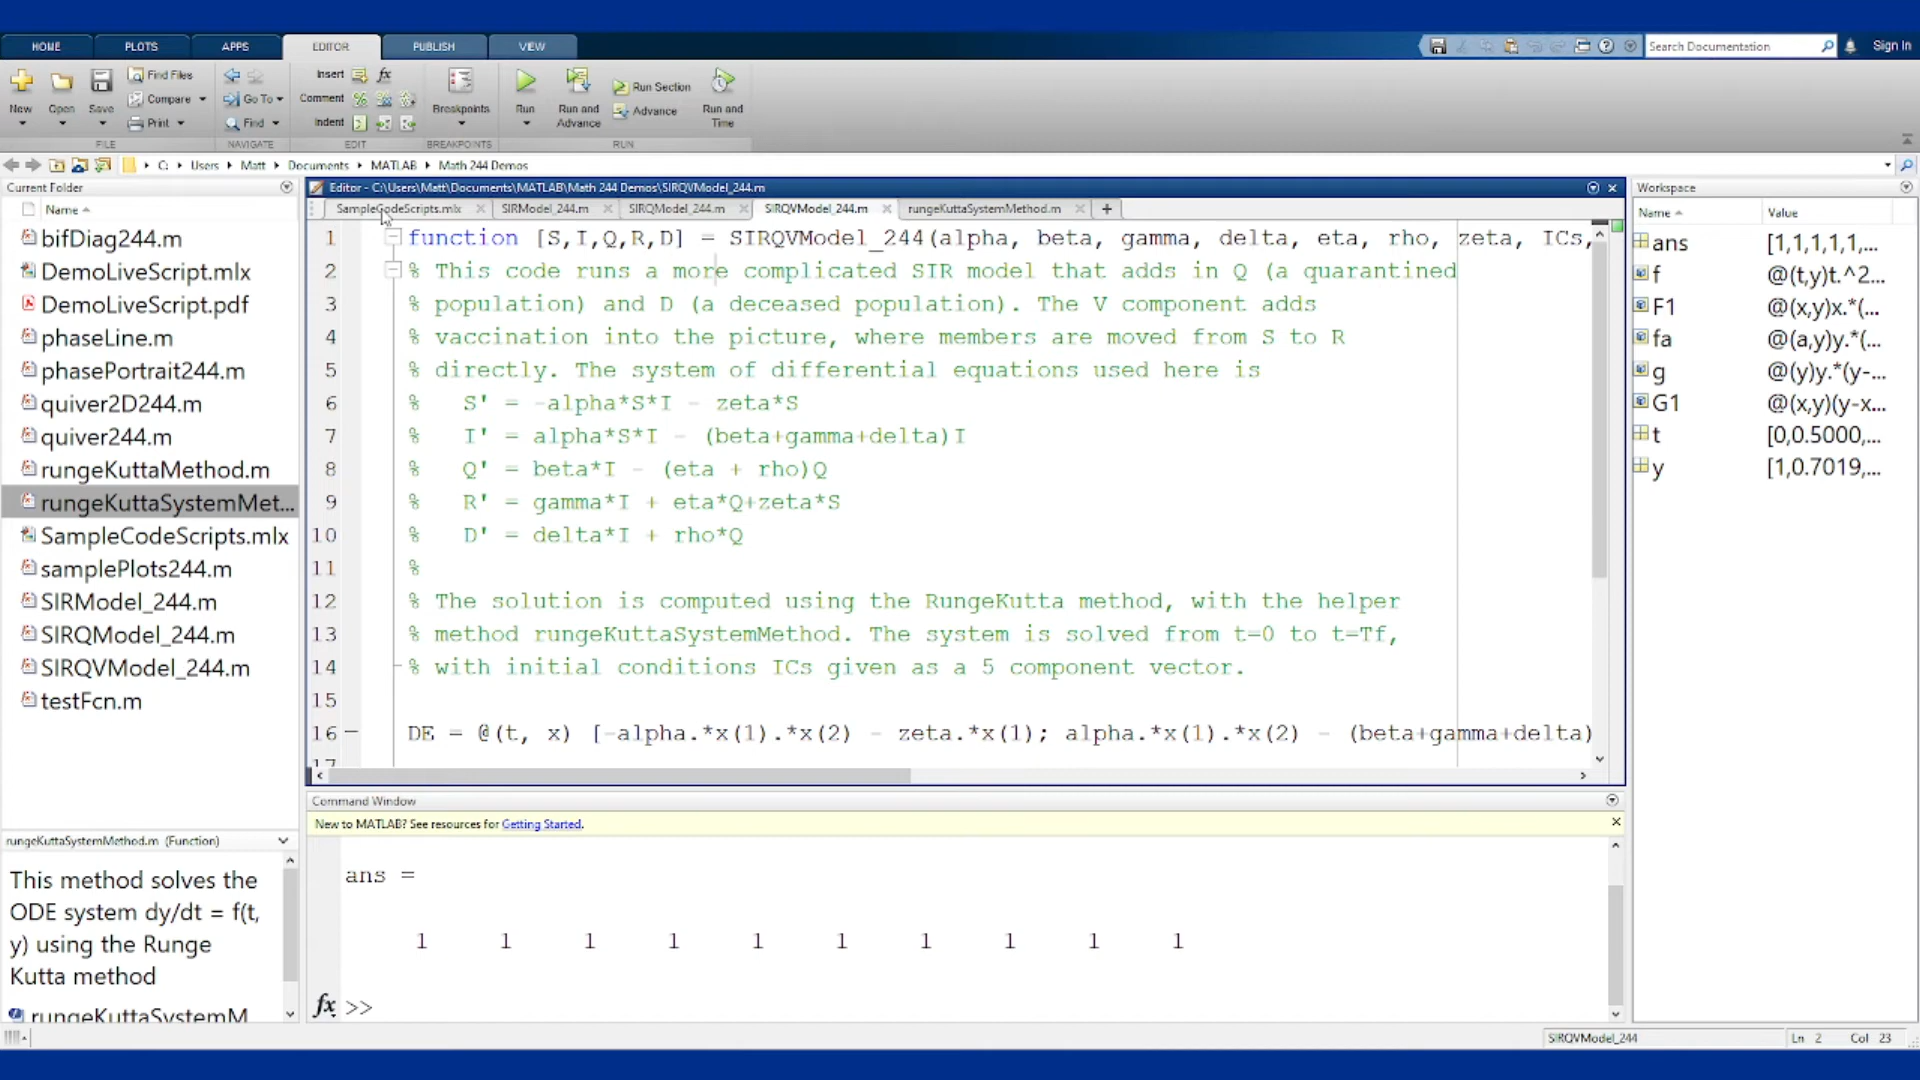 HOME
PLOTS
APPS
EDITOR
PUBLISH
VIEW
Search Documentation
Sign In
New
Open
Save
Find Files
Compare
Print
FILE
Go To
Find
NAVIGATE
Insert
fx
Comment
Indent
EDIT
Breakpoints
BREAKPOINTS
Run
Run and Advance
Run Section
Advance
Run and Time
RUN
C: Users Matt Documents MATLAB Math 244 Demos
Current Folder
Name
bifDiag244.m
DemoLiveScript.mlx
DemoLiveScript.pdf
phaseLine.m
phasePortrait244.m
quiver2D244.m
quiver244.m
rungeKuttaMethod.m
rungeKuttaSystemMet...
SampleCodeScripts.mlx
samplePlots244.m
SIRModel_244.m
SIRQModel_244.m
SIRQVModel_244.m
testFcn.m
rungeKuttaSystemMethod.m (Function)
This method solves the
ODE system dy/dt = f(t,
y) using the Runge
Kutta method
rungeKuttaSystemM
Editor - C:\Users\Matt\Documents\MATLAB\Math 244 Demos\SIRQVModel_244.m
SampleCodeScripts.mlx
SIRModel_244.m
SIRQModel_244.m
SIRQVModel_244.m
rungeKuttaSystemMethod.m
1 function [S,I,Q,R,D] = SIRQVModel_244(alpha, beta, gamma, delta, eta, rho, zeta, ICs,
2 % This code runs a more complicated SIR model that adds in Q (a quarantined
3 % population) and D (a deceased population). The V component adds
4 % vaccination into the picture, where members are moved from S to R
5 % directly. The system of differential equations used here is
6 % S' = -alpha*S*I - zeta*S
7 % I' = alpha*S*I - (beta+gamma+delta)I
8 % Q' = beta*I - (eta + rho)Q
9 % R' = gamma*I + eta*Q+zeta*S
10 % D' = delta*I + rho*Q
11 %
12 % The solution is computed using the RungeKutta method, with the helper
13 % method rungeKuttaSystemMethod. The system is solved from t=0 to t=Tf,
14 % with initial conditions ICs given as a 5 component vector.
15
16 DE = @(t, x) [-alpha.*x(1).*x(2) - zeta.*x(1); alpha.*x(1).*x(2) - (beta+gamma+delta)
17
Command Window
New to MATLAB? See resources for Getting Started.
ans =
1 1 1 1 1 1 1 1 1 1
fx >>
Workspace
Name Value
ans [1,1,1,1,1,...
f @(t,y)t.^2...
F1 @(x,y)x.*(...
fa @(a,y)y.*(...
g @(y)y.*(y-...
G1 @(x,y)(y-x...
t [0,0.5000,...
y [1,0.7019,...
SIRQVModel_244
Ln 2 Col 23